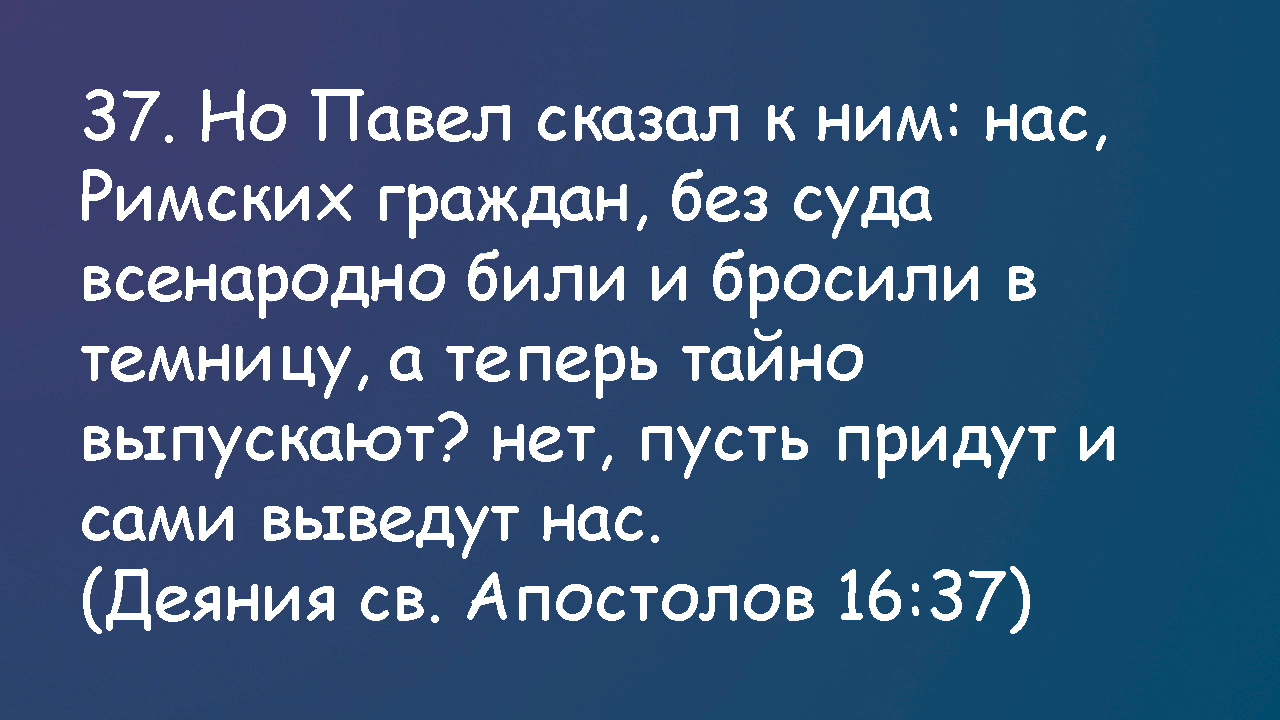 37. Но Павел сказал к ним: нас,
Римских граждан, без суда
всенародно били и бросили в
темницу, а теперь тайно
выпускают? нет, пусть придут и
сами выведут нас.
(Деяния св. Апостолов 16:37)